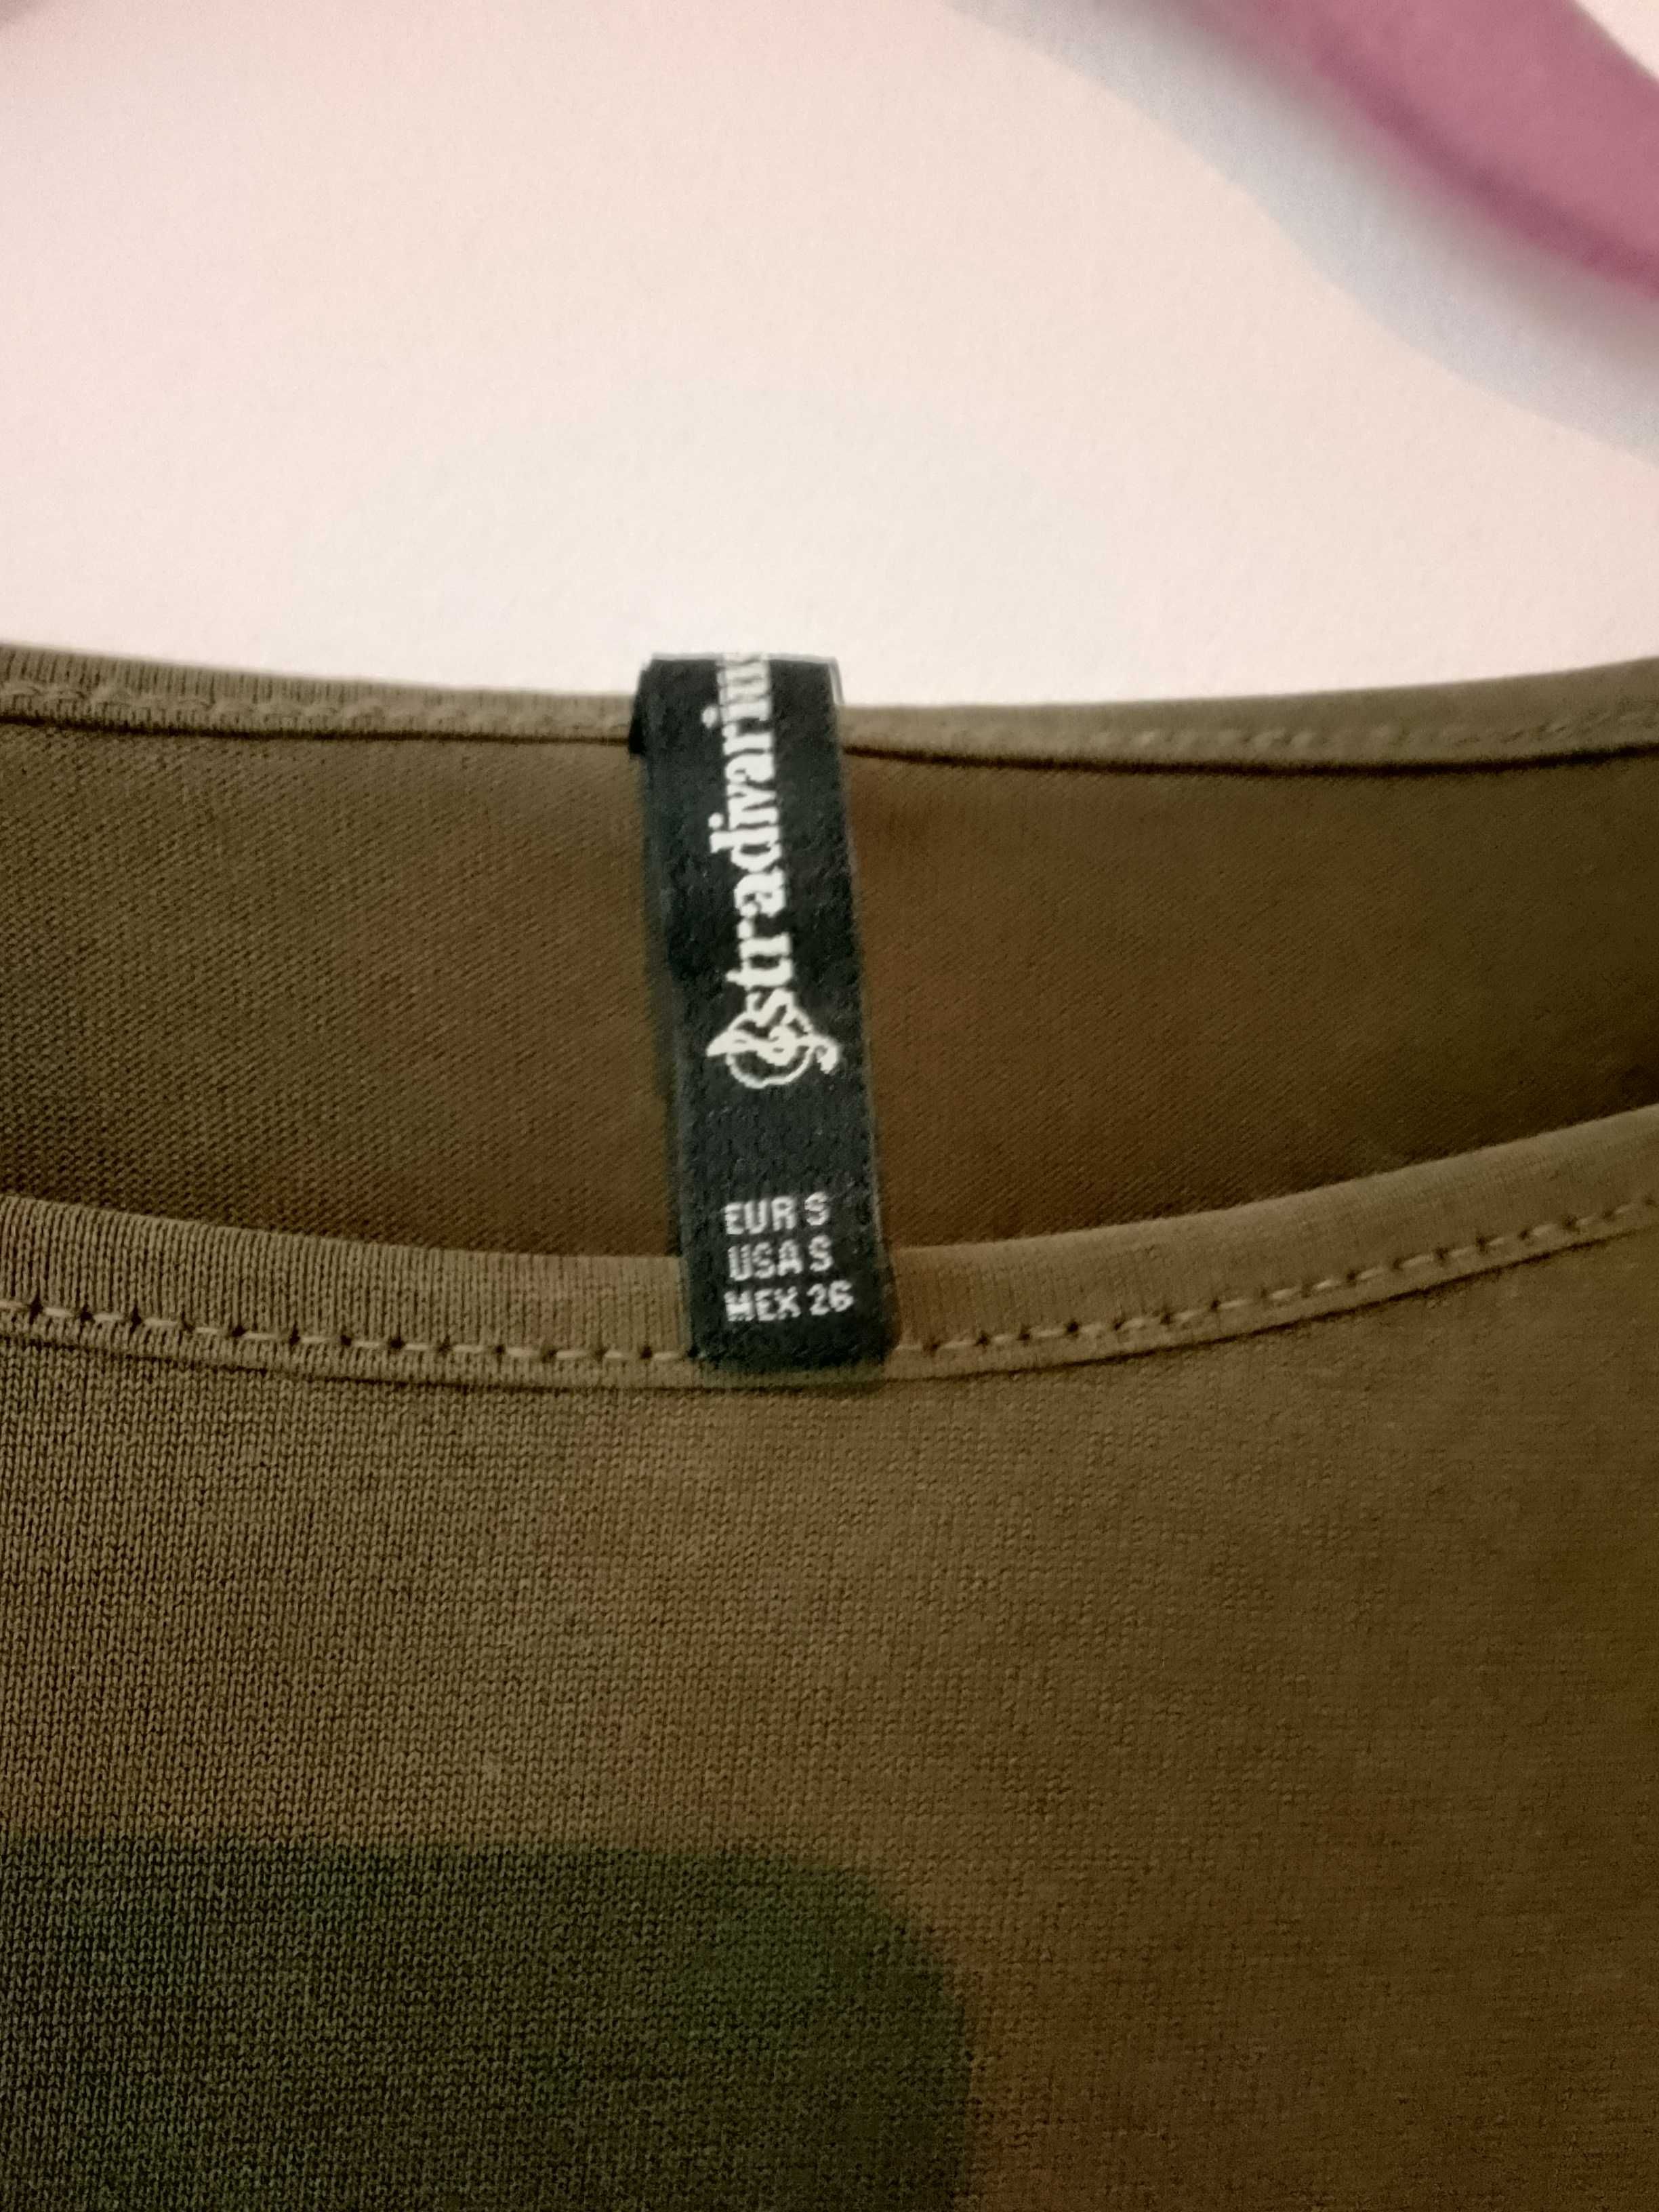 stradivarius
EUR S
USA S
MEX 26